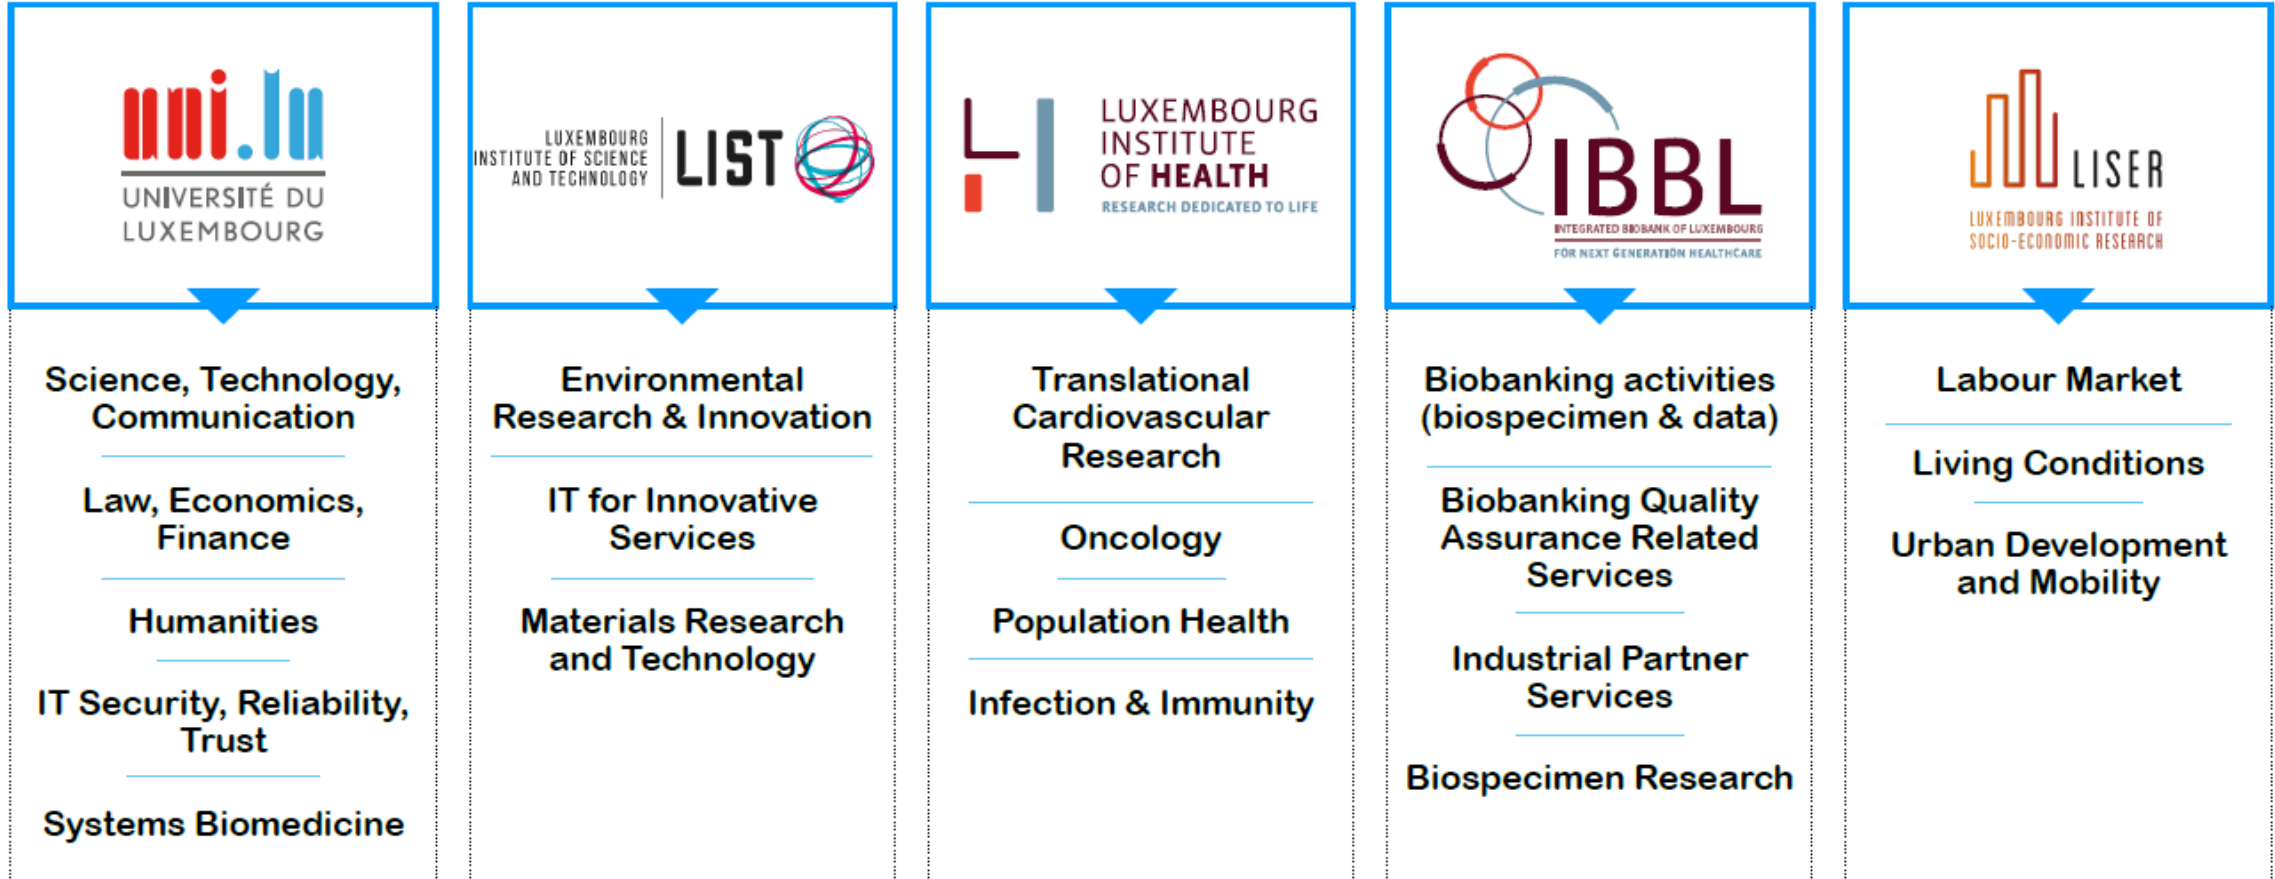 uni.lu
UNIVERSITÉ DU
LUXEMBOURG
Science, Technology,
Communication
Law, Economics,
Finance
Humanities
IT Security, Reliability,
Trust
Systems Biomedicine
LUXEMBOURG
INSTITUTE OF SCIENCE
AND TECHNOLOGY
LIST
Environmental
Research & Innovation
IT for Innovative
Services
Materials Research
and Technology
LUXEMBOURG
INSTITUTE
OF HEALTH
RESEARCH DEDICATED TO LIFE
Translational
Cardiovascular
Research
Oncology
Population Health
Infection & Immunity
IBBL
INTEGRATED BIOBANK OF LUXEMBOURG
FOR NEXT GENERATION HEALTHCARE
Biobanking activities
(biospecimen & data)
Biobanking Quality
Assurance Related
Services
Industrial Partner
Services
Biospecimen Research
LISER
LUXEMBOURG INSTITUTE OF
SOCIO-ECONOMIC RESEARCH
Labour Market
Living Conditions
Urban Development
and Mobility